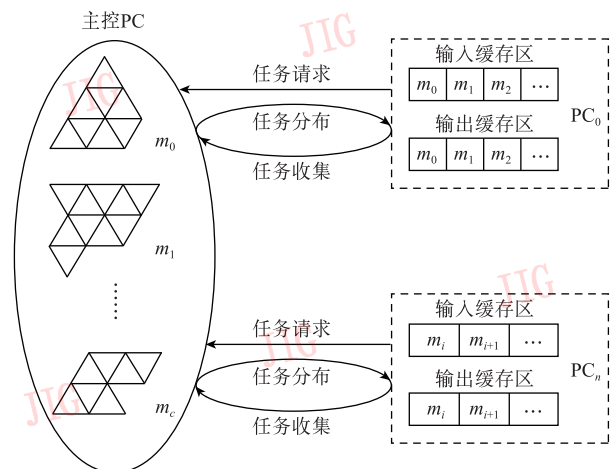 主控PC
JIG
JIG
m₀
m₁
……
m_c
JIG
任务请求
任务分布
任务收集
输入缓存区
m₀ m₁ m₂ …
输出缓存区
m₀ m₁ m₂ …
PC₀
任务请求
JIG
任务分布
任务收集
JIG
输入缓存区
mᵢ mᵢ₊₁ …
输出缓存区
mᵢ mᵢ₊₁ …
PCₙ